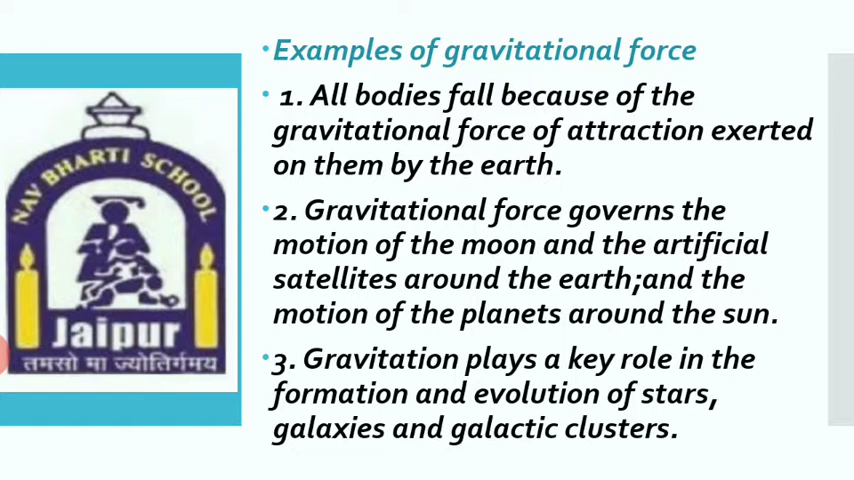 NAV BHARTI SCHOOL
Jaipur
तमसो मा ज्योतिर्गमय
Examples of gravitational force
1. All bodies fall because of the
gravitational force of attraction exerted
on them by the earth.
2. Gravitational force governs the
motion of the moon and the artificial
satellites around the earth;and the
motion of the planets around the sun.
3. Gravitation plays a key role in the
formation and evolution of stars,
galaxies and galactic clusters.